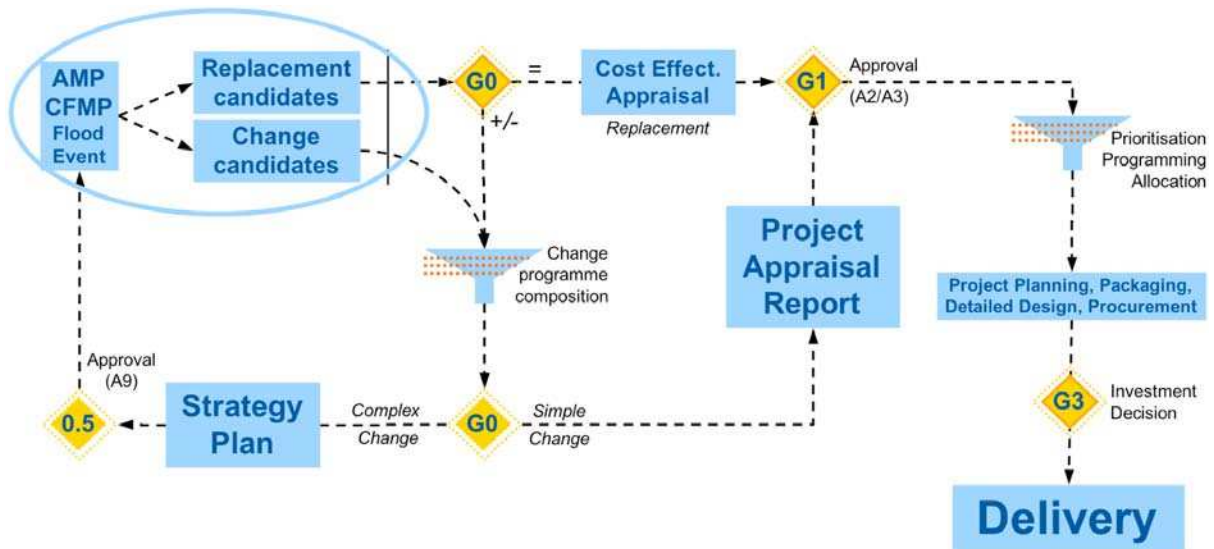 AMP
CFMP
Flood
Event
Replacement
candidates
Change
candidates
G0
=
+/-
Cost Effect.
Appraisal
Replacement
G1
Approval
(A2/A3)
Prioritisation
Programming
Allocation
Change
programme
composition
Project
Appraisal
Report
Project Planning, Packaging,
Detailed Design, Procurement
Approval
(A9)
0.5
Strategy
Plan
Complex
Change
G0
Simple
Change
G3
Investment
Decision
Delivery